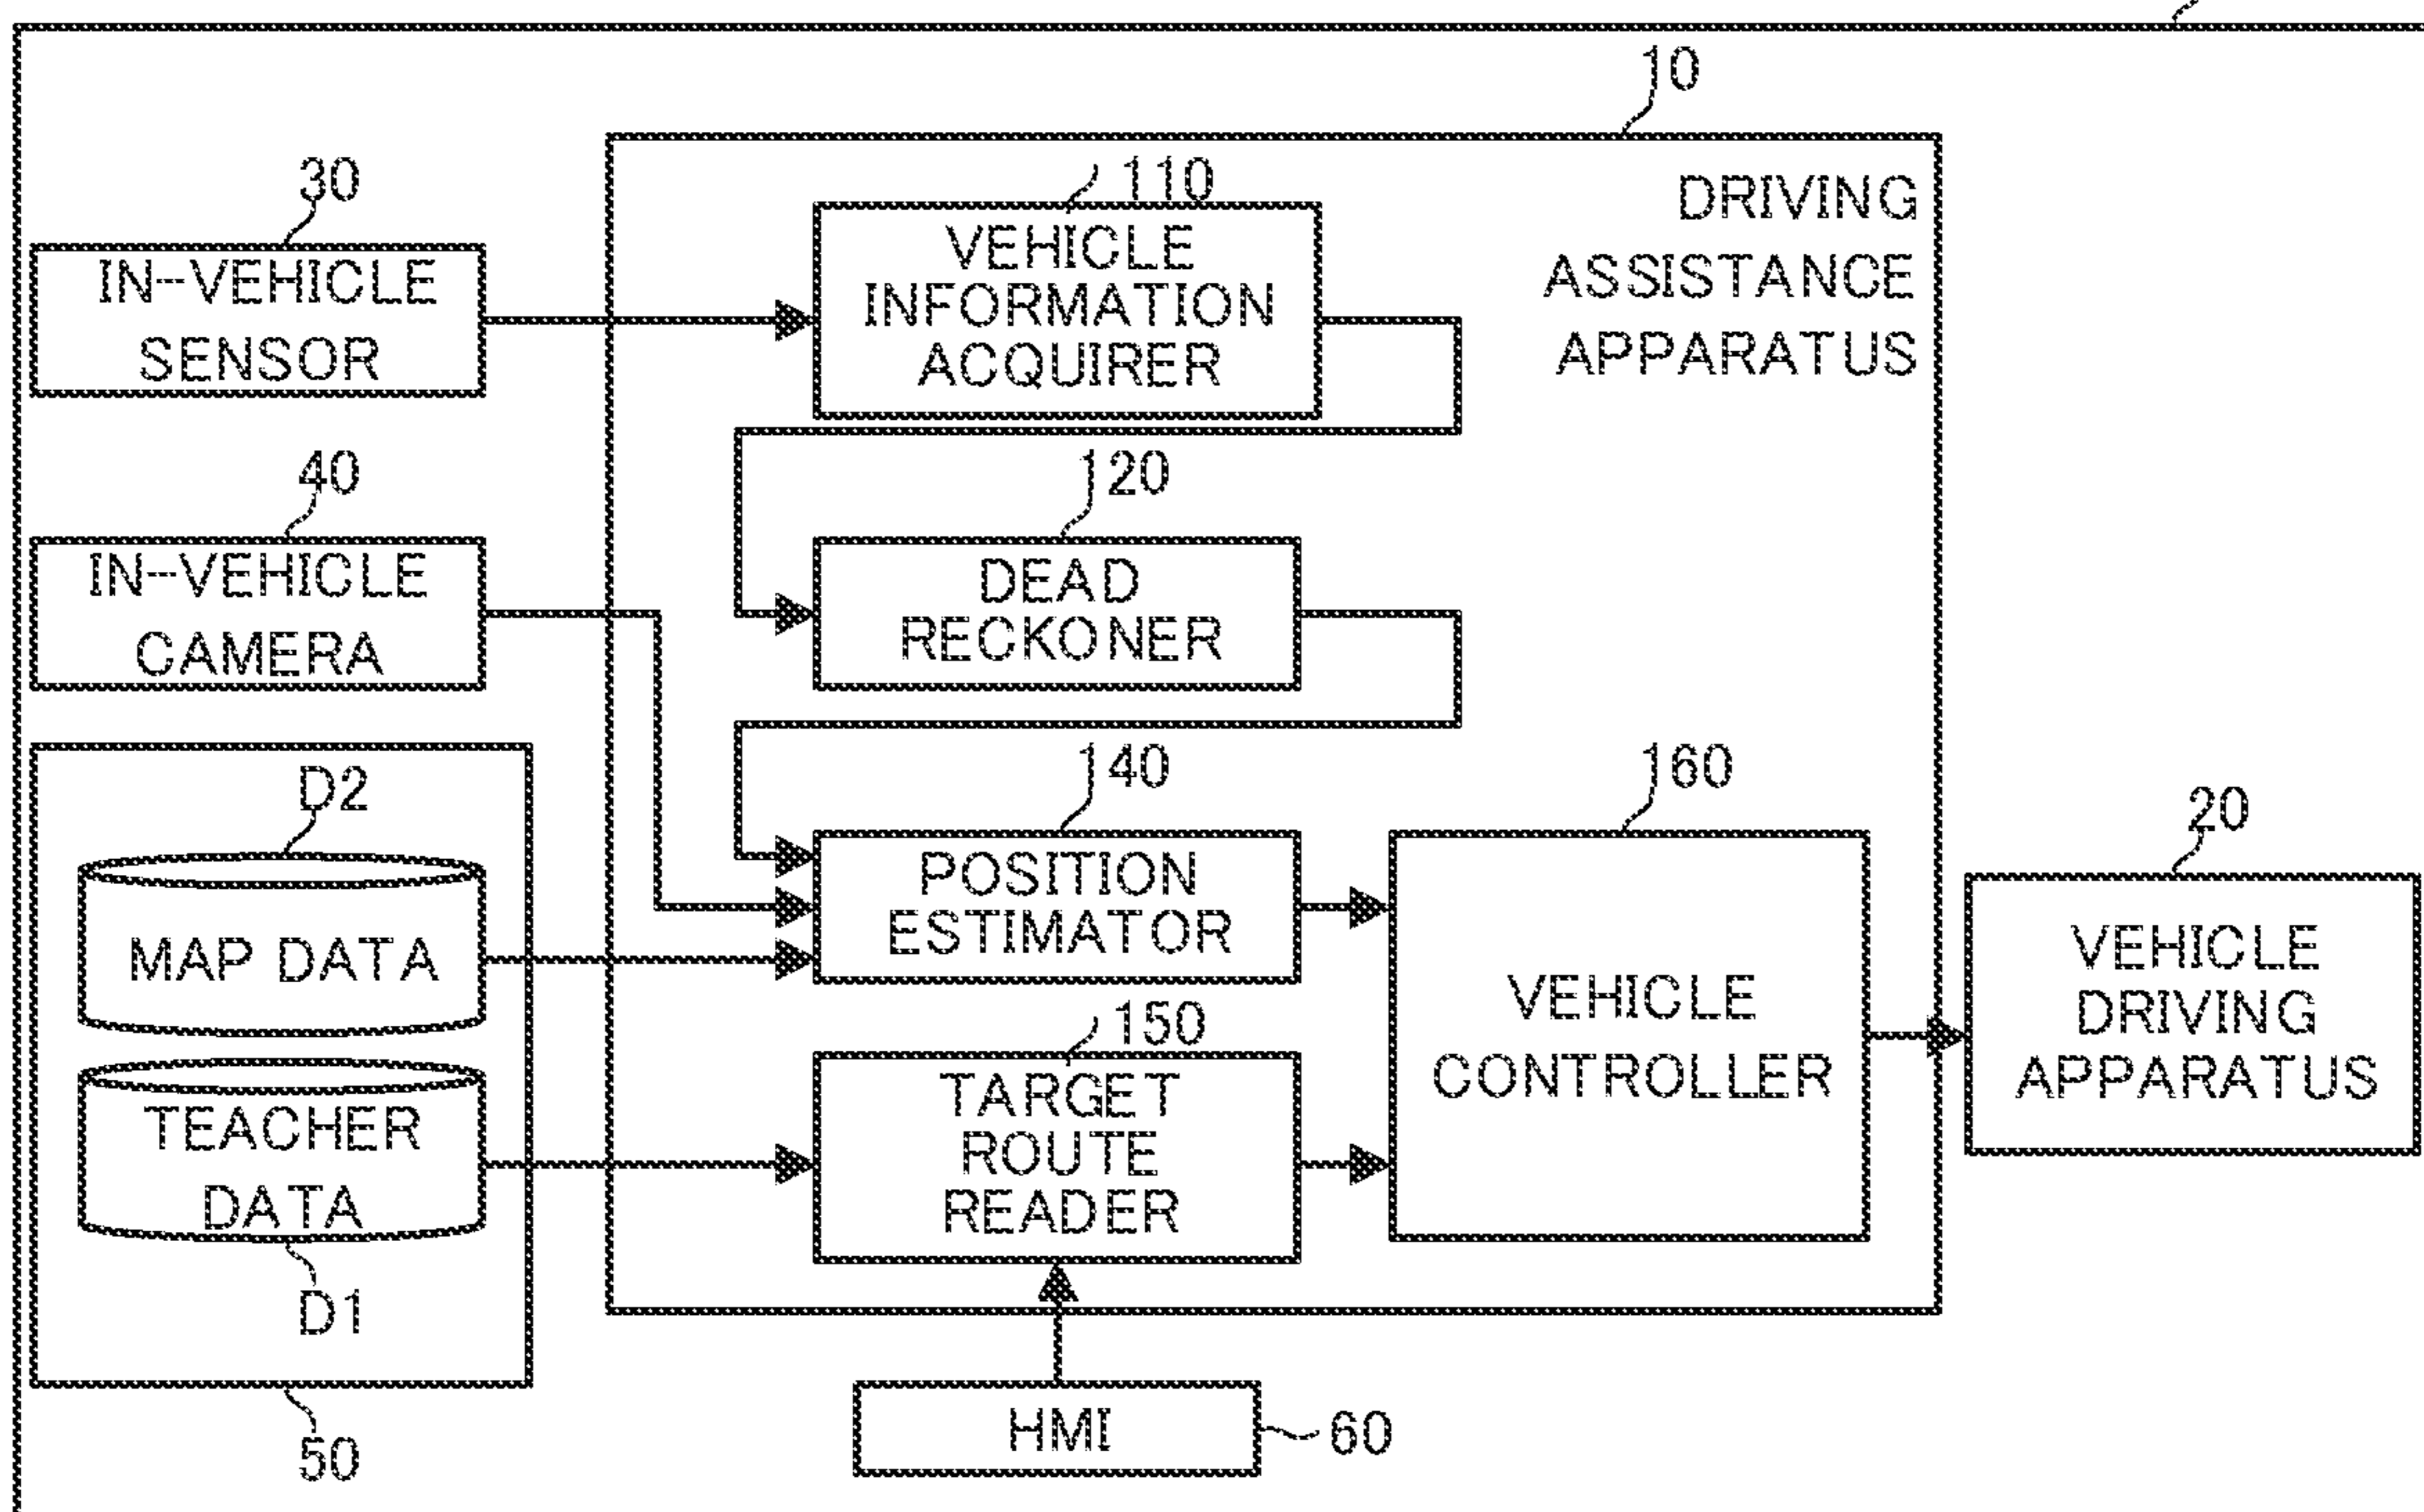 10
DRIVING
ASSISTANCE
APPARATUS
30
IN-VEHICLE
SENSOR
110
VEHICLE
INFORMATION
ACQUIRER
40
IN-VEHICLE
CAMERA
120
DEAD
RECKONER
D2
MAP DATA
TEACHER
DATA
D1
50
140
POSITION
ESTIMATOR
150
TARGET
ROUTE
READER
160
VEHICLE
CONTROLLER
20
VEHICLE
DRIVING
APPARATUS
HMI
60